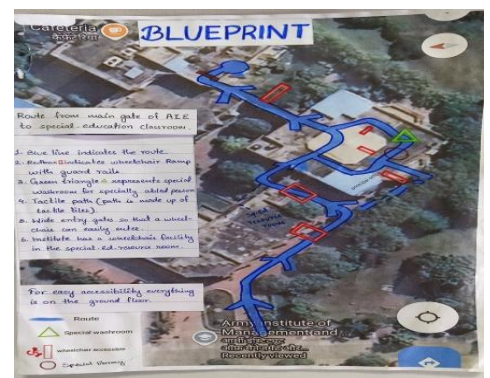 Cafeteria
कैफेटेरिया
BLUEPRINT
Route from main gate of AIE
to special-education classroom.
1. Blue line indicates the route.
indicates wheelchair Ramp
with guard rails.
3. Green triangle represents special
washroom for specially abled person
4. Tactile path (path is made up of
tactile tiles).
5. Wide entry gate so that a wheel-
chair can easily enter.
6. Institute has a wheelchair facility
in the special-ed. resource room.
For easy accessibility everything
is on the ground floor.
Route
Special washroom
wheelchair accessible
Special
Army Institute of
Management and...
Recently viewed